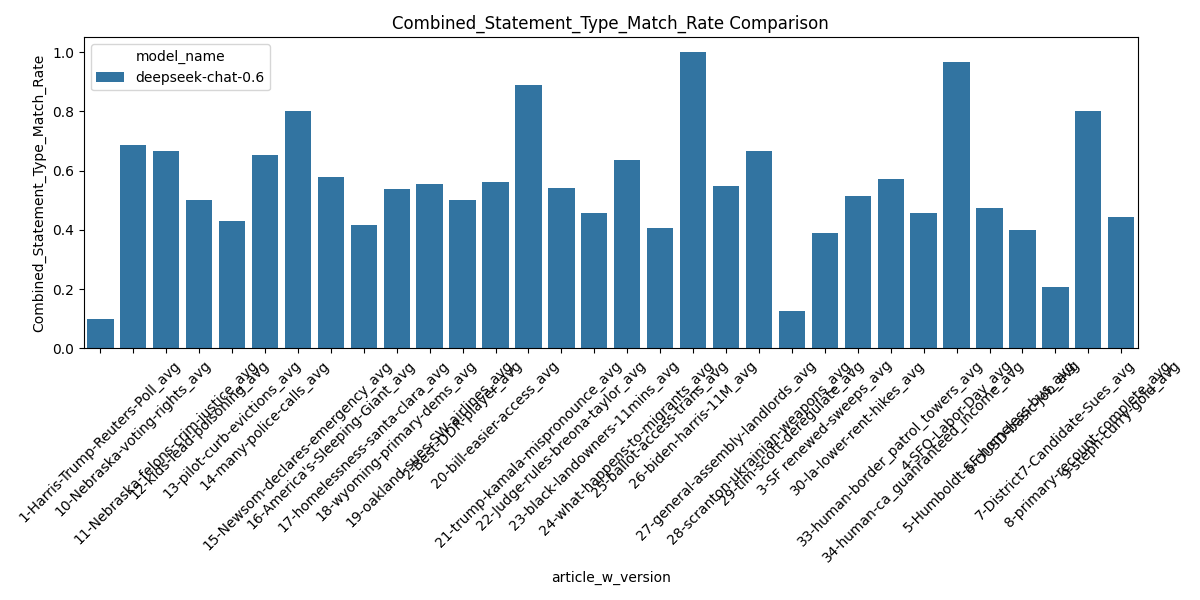 Combined_Statement_Type_Match_Rate Comparison
model_name
deepseek-chat-0.6
Combined_Statement_Type_Match_Rate
1.0
0.8
0.6
0.4
0.2
0.0
1-Harris-Trump-Reuters-Poll_avg
10-Nebraska-voting-rights_avg
11-Nebraska-felons-crim-justice_avg
12-kids-lead-poisoning_avg
13-pilot-curb-evictions_avg
14-many-police-calls_avg
15-Newsom-declares-emergency_avg
16-America's-Sleeping-Giant_avg
17-homelessness-santa-clara_avg
18-wyoming-primary-dems_avg
19-oakland-sues-SW-airlines_avg
2-Best-DDR-player_avg
20-bill-easier-access_avg
21-trump-kamala-mispronounce_avg
22-Judge-rules-breona-taylor_avg
23-black-landowners-11mins_avg
24-what-happens-to-migrants_avg
25-ballot-access-trans_avg
26-biden-harris-11M_avg
27-general-assembly-landlords_avg
28-scranton-ukrainian-weapons_avg
29-tim-scott-deregulate_avg
3-SF renewed-sweeps_avg
30-la-lower-rent-hikes_avg
33-human-border_patrol_towers_avg
34-human-ca_guanranteed_income_avg
4-SFO-Labor-Day_avg
5-Humboldt-sf-homeless-bus_avg
7-District7-Candidate-Sues_avg
8-primary-recount-complete_avg
9-steph-curry-gold_avg
article_w_version